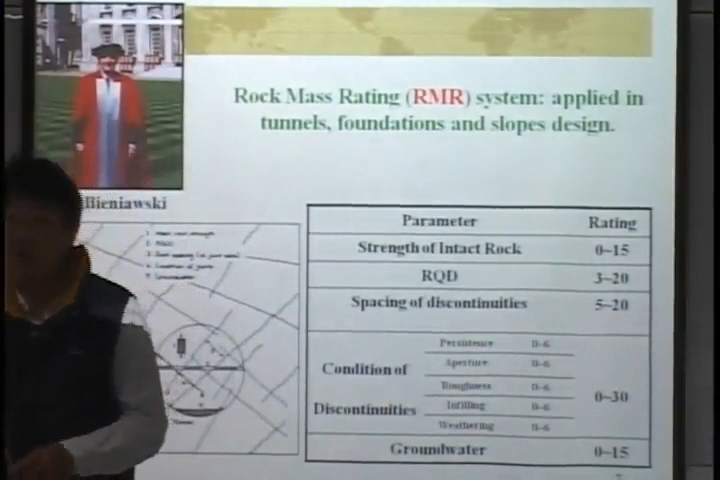 Rock Mass Rating (RMR) system: applied in
tunnels, foundations and slopes design.
Bieniawski
Parameter Rating
Strength of Intact Rock 0~15
RQD 3~20
Spacing of discontinuities 5~20
Condition of
Discontinuities
Persistence 0~6
Aperture 0~6
Roughness 0~6
Infilling 0~6
Weathering 0~6
0~30
Groundwater 0~15